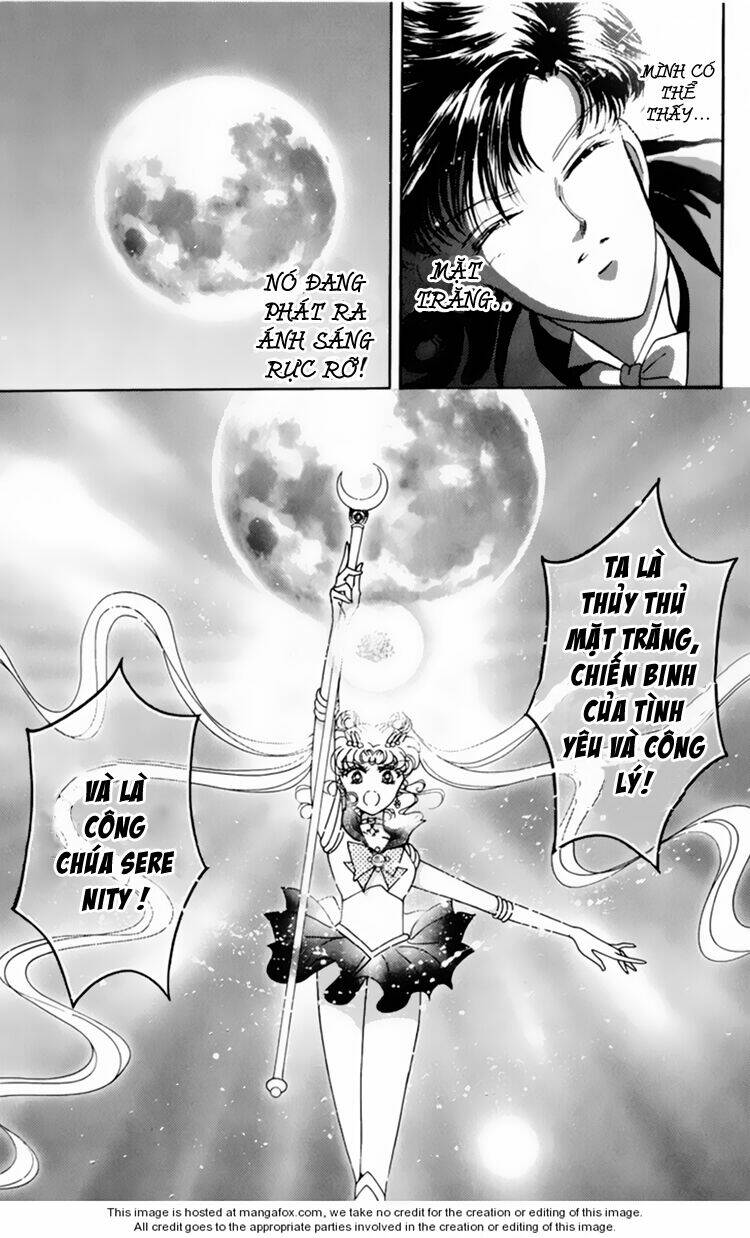 MÌNH CÓ
THỂ
THẤY...
MẶT
TRĂNG..
NÓ ĐANG
PHÁT RA
ÁNH SÁNG
RỰC RỠ!
TA LÀ
THỦY THỦ
MẶT TRĂNG,
CHIẾN BINH
CỦA TÌNH
YÊU VÀ CÔNG
LÝ!
VÀ LÀ
CÔNG
CHÚA SERE
NITY !
This image is hosted at mangafox.com, we take no credit for the creation or editing of this image.
All credit goes to the appropriate parties involved in the creation or editing of this image.